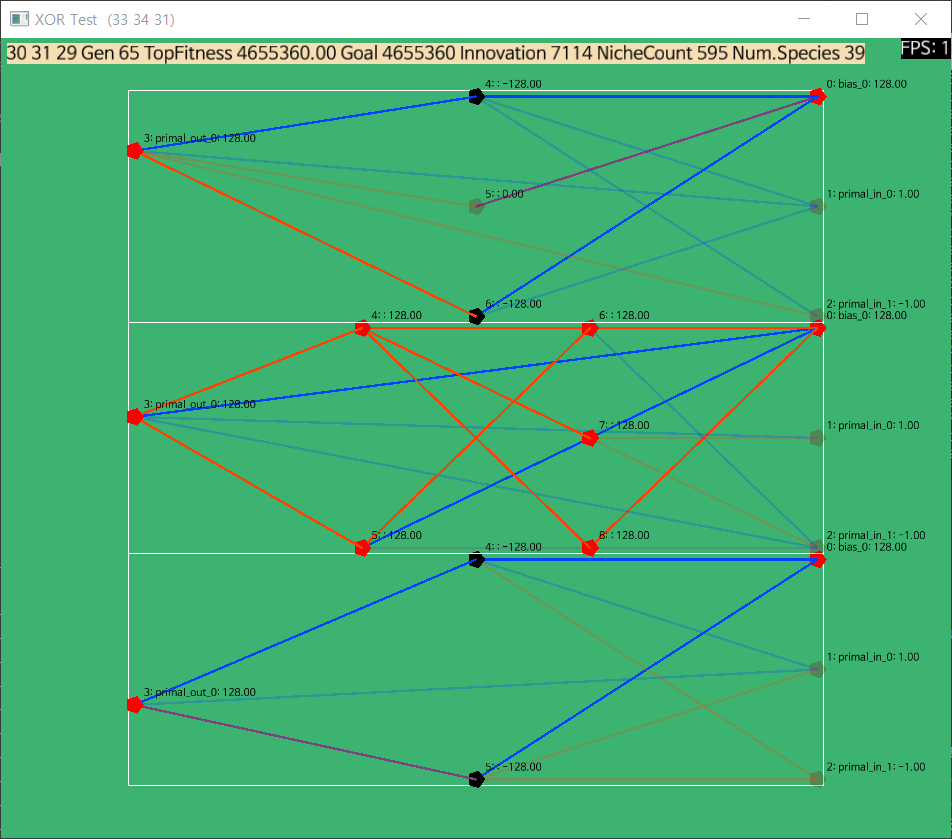 XOR Test (33 34 31)
30 31 29 Gen 65 TopFitness 4655360.00 Goal 4655360 Innovation 7114 NicheCount 595 Num.Species 39
FPS: 1
4: : -128.00
0: bias_0: 128.00
3: primal_out_0: 128.00
5: : 0.00
1: primal_in_0: 1.00
6: : -128.00
2: primal_in_1: -1.00
4: : 128.00
6: : 128.00
0: bias_0: 128.00
3: primal_out_0: 128.00
7: : 128.00
1: primal_in_0: 1.00
5: : 128.00
8: : 128.00
2: primal_in_1: -1.00
4: : -128.00
0: bias_0: 128.00
1: primal_in_0: 1.00
3: primal_out_0: 128.00
5: : -128.00
2: primal_in_1: -1.00